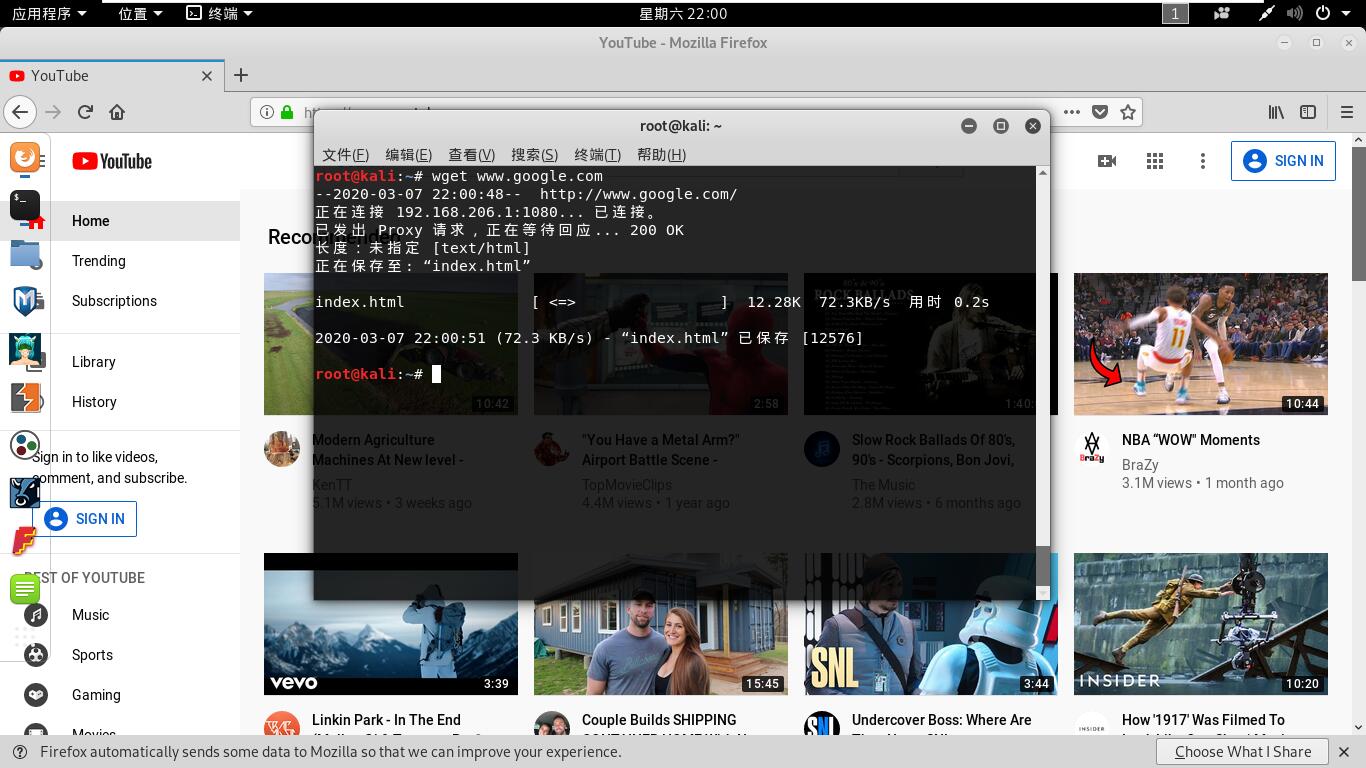 应用程序 位置 终端 星期六 22:00 1
YouTube - Mozilla Firefox
YouTube
root@kali: ~
文件(F) 编辑(E) 查看(V) 搜索(S) 终端(T) 帮助(H)
root@kali:~# wget www.google.com
--2020-03-07 22:00:48-- http://www.google.com/
正在连接 192.168.206.1:1080... 已连接。
已发出 Proxy 请求，正在等待回应... 200 OK
长度：未指定 [text/html]
正在保存至: “index.html”
index.html [ <=> ] 12.28K 72.3KB/s 用时 0.2s
2020-03-07 22:00:51 (72.3 KB/s) - “index.html” 已保存 [12576]
root@kali:~#
YouTube
SIGN IN
Home
Trending
Subscriptions
Library
History
Sign in to like videos,
comment, and subscribe.
SIGN IN
BEST OF YOUTUBE
Music
Sports
Gaming
Movies
10:42
2:58
1:40:
10:44
Modern Agriculture
Machines At New level -
KenTT
5.1M views • 3 weeks ago
"You Have a Metal Arm?"
Airport Battle Scene -
TopMovieClips
4.4M views • 1 year ago
Slow Rock Ballads Of 80's,
90's - Scorpions, Bon Jovi,
The Music
2.8M views • 6 months ago
NBA “WOW" Moments
BraZy
3.1M views • 1 month ago
vevo 3:39
15:45
SNL 3:44
INSIDER 10:20
Linkin Park - In The End
Couple Builds SHIPPING
Undercover Boss: Where Are
How '1917' Was Filmed To
Firefox automatically sends some data to Mozilla so that we can improve your experience.
Choose What I Share